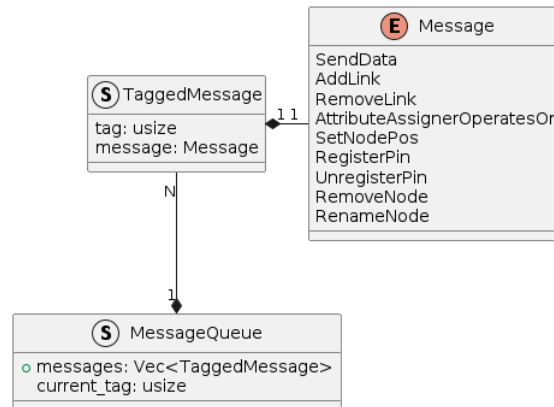 E Message
SendData
AddLink
RemoveLink
AttributeAssignerOperatesOn
SetNodePos
RegisterPin
UnregisterPin
RemoveNode
RenameNode
S TaggedMessage
tag: usize
message: Message
1 1
N
1
S MessageQueue
messages: Vec<TaggedMessage>
current_tag: usize